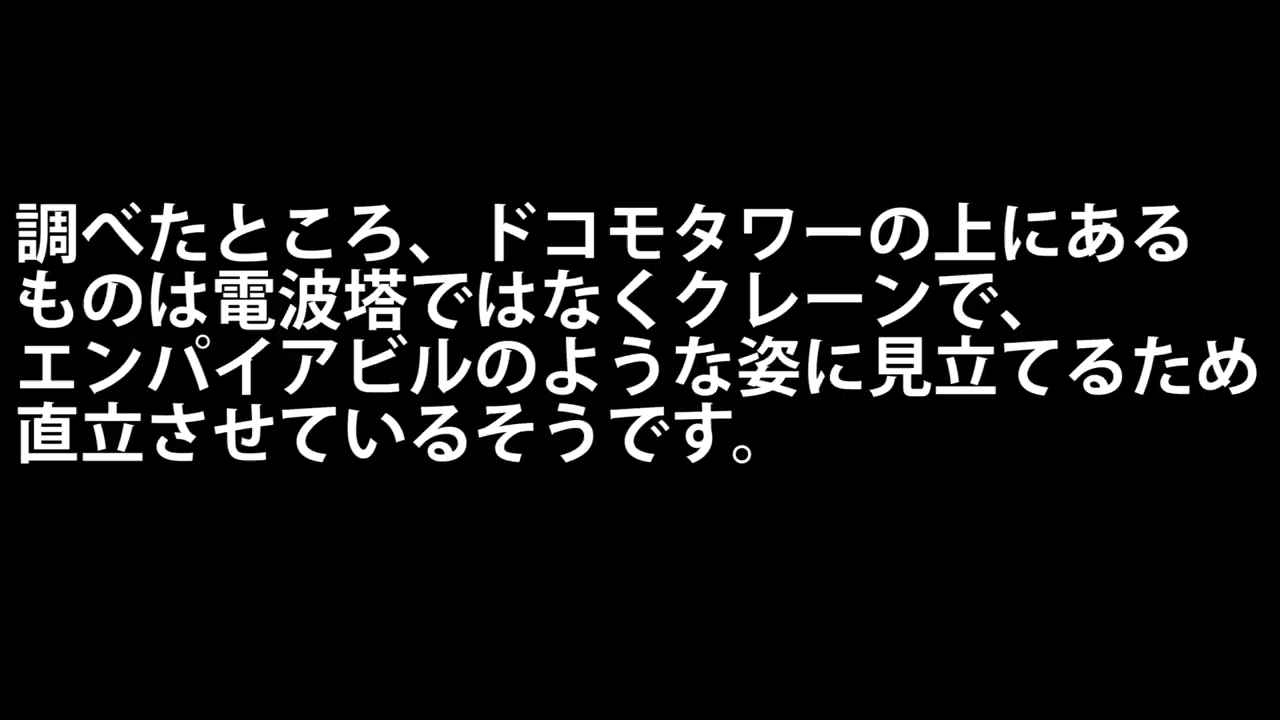 調べたところ、ドコモタワーの上にある
ものは電波塔ではなくクレーンで、
エンパイアビルのような姿に見立てるため
直立させているそうです。